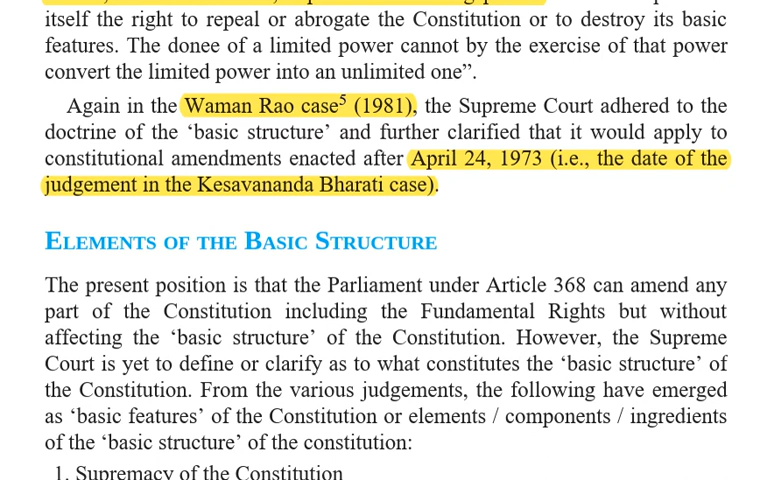 itself the right to repeal or abrogate the Constitution or to destroy its basic
features. The donee of a limited power cannot by the exercise of that power
convert the limited power into an unlimited one”.
Again in the Waman Rao case5 (1981), the Supreme Court adhered to the
doctrine of the ‘basic structure’ and further clarified that it would apply to
constitutional amendments enacted after April 24, 1973 (i.e., the date of the
judgement in the Kesavananda Bharati case).
ELEMENTS OF THE BASIC STRUCTURE
The present position is that the Parliament under Article 368 can amend any
part of the Constitution including the Fundamental Rights but without
affecting the ‘basic structure’ of the Constitution. However, the Supreme
Court is yet to define or clarify as to what constitutes the ‘basic structure’ of
the Constitution. From the various judgements, the following have emerged
as ‘basic features’ of the Constitution or elements / components / ingredients
of the ‘basic structure’ of the constitution:
1. Supremacy of the Constitution